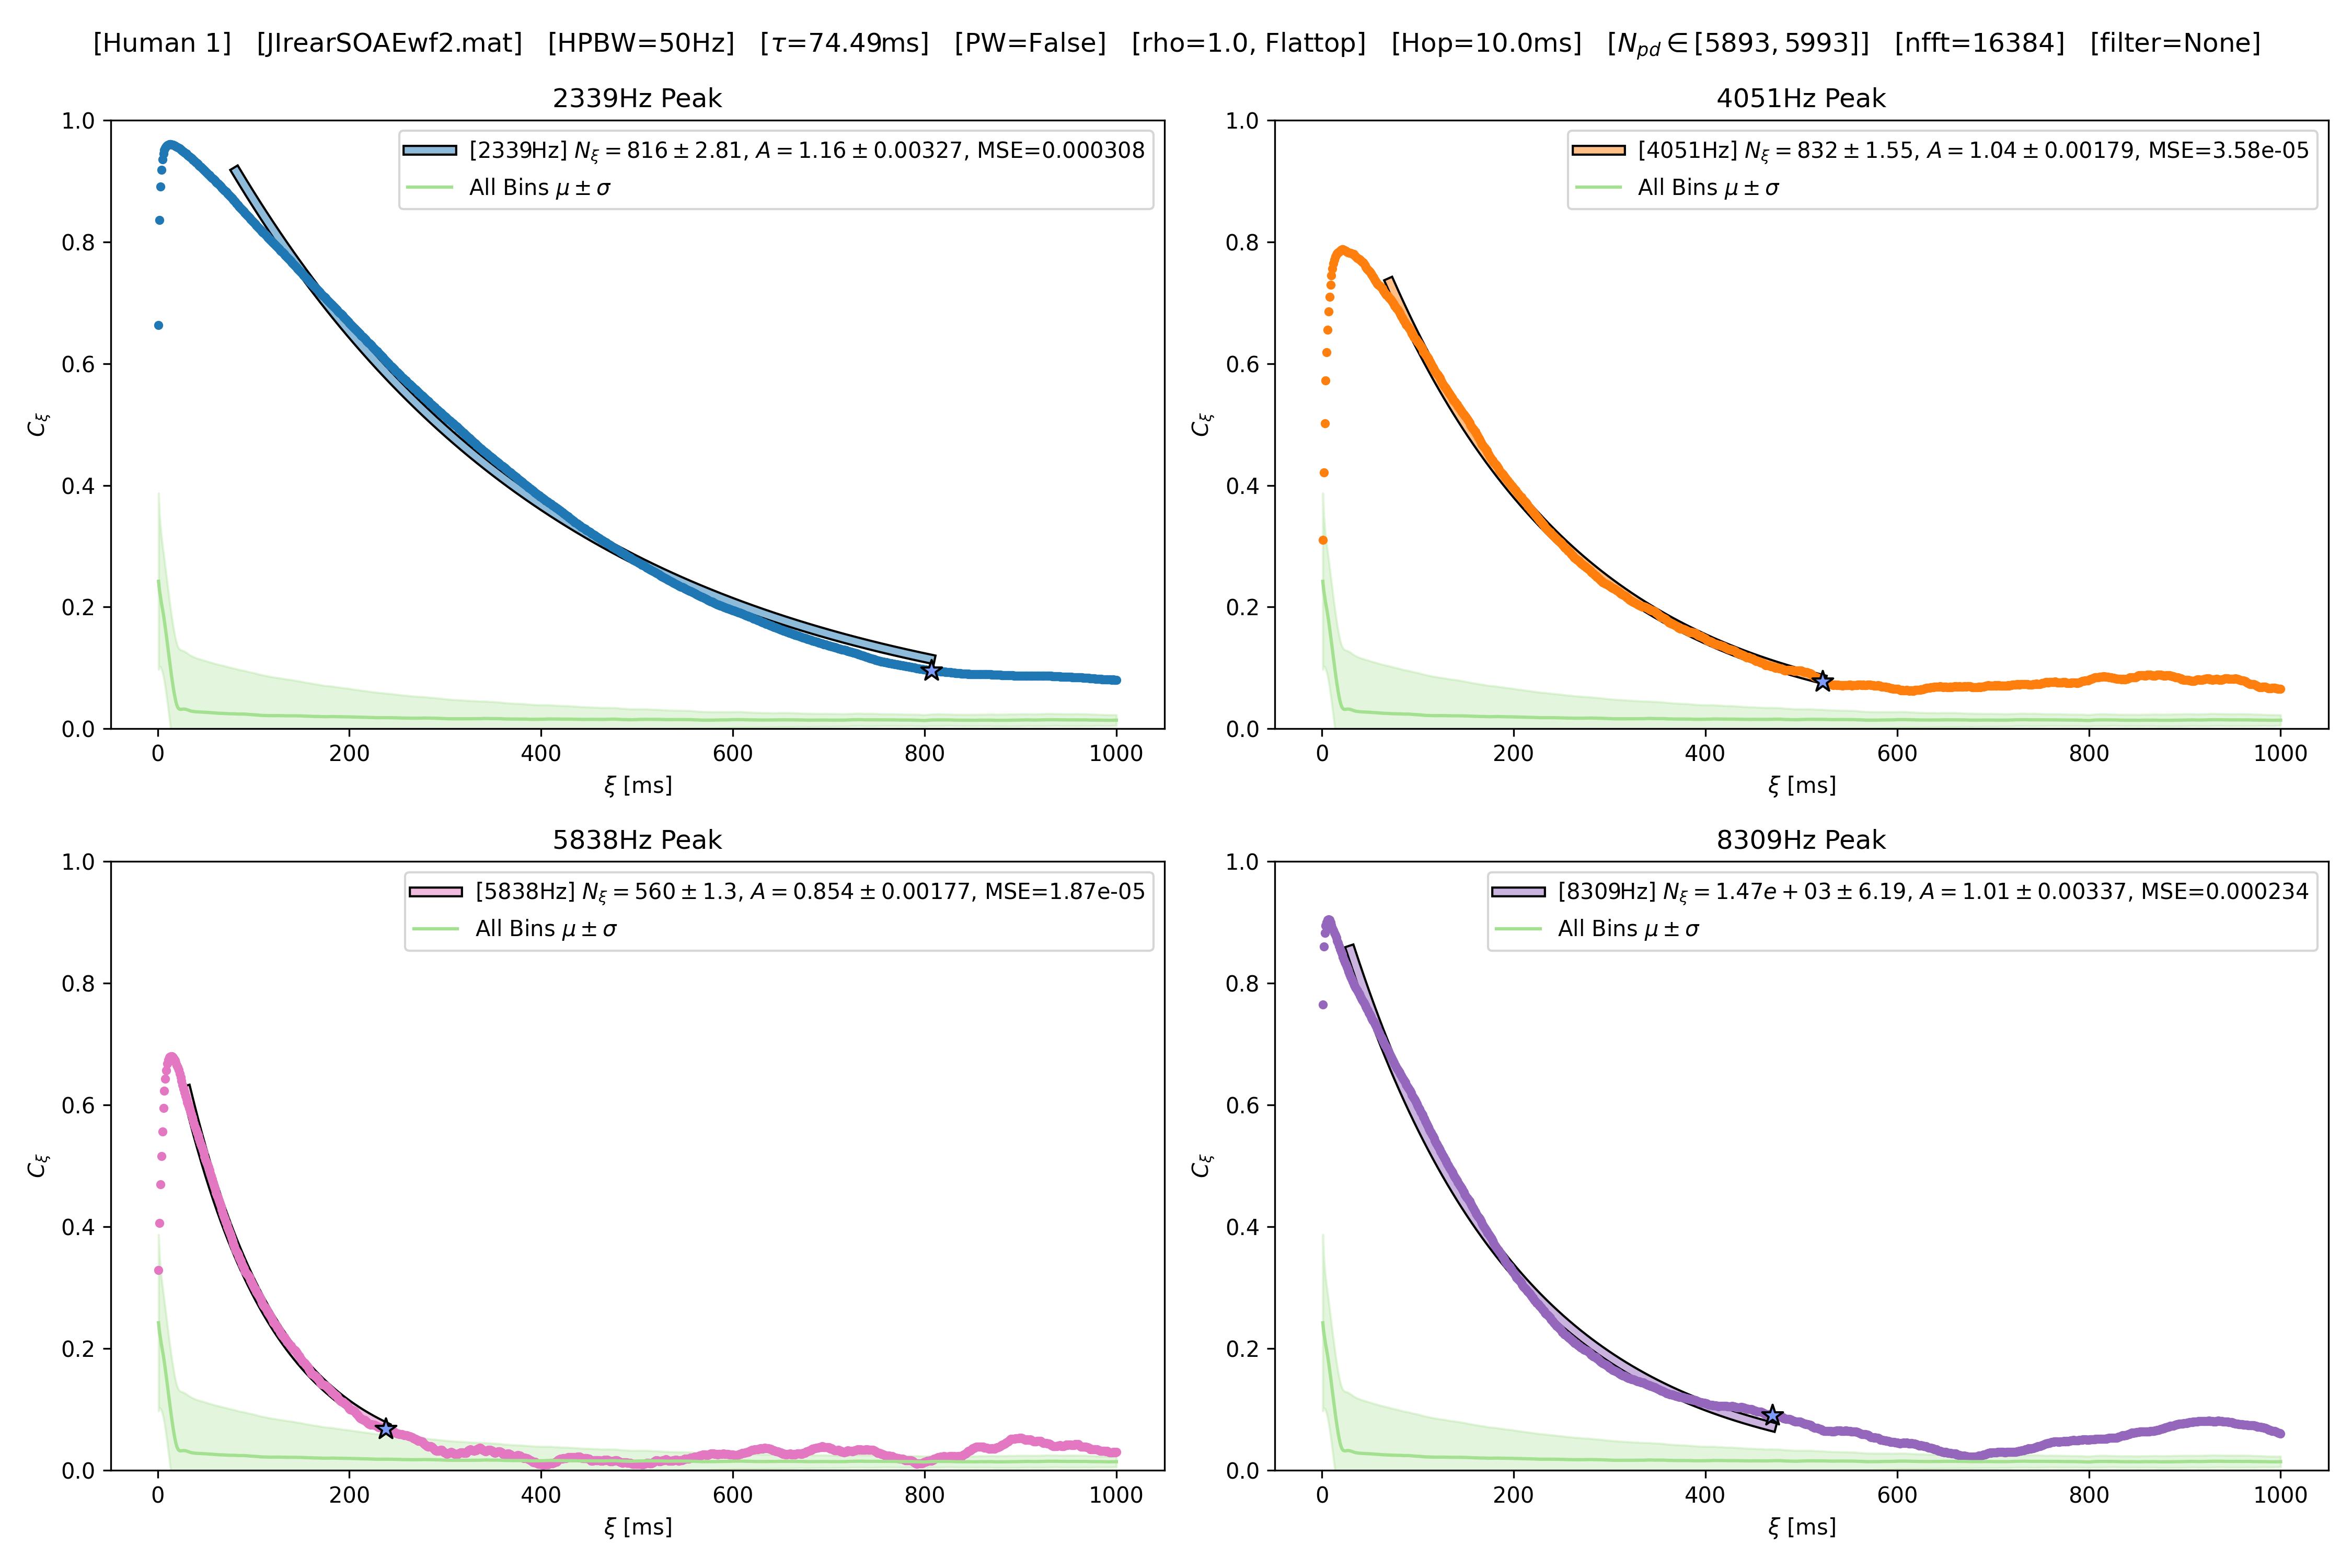 [Human 1] [JIrearSOAEwf2.mat] [HPBW=50Hz] [τ=74.49ms] [PW=False] [rho=1.0, Flattop] [Hop=10.0ms] [N_pd ∈ [5893, 5993]] [nfft=16384] [filter=None]
2339Hz Peak
[2339Hz] N_ξ = 816 ± 2.81, A = 1.16 ± 0.00327, MSE=0.000308
All Bins μ ± σ
1.0
0.8
0.6
0.4
0.2
0.0
C_ξ
0 200 400 600 800 1000
ξ [ms]
4051Hz Peak
[4051Hz] N_ξ = 832 ± 1.55, A = 1.04 ± 0.00179, MSE=3.58e-05
All Bins μ ± σ
1.0
0.8
0.6
0.4
0.2
0.0
C_ξ
0 200 400 600 800 1000
ξ [ms]
5838Hz Peak
[5838Hz] N_ξ = 560 ± 1.3, A = 0.854 ± 0.00177, MSE=1.87e-05
All Bins μ ± σ
1.0
0.8
0.6
0.4
0.2
0.0
C_ξ
0 200 400 600 800 1000
ξ [ms]
8309Hz Peak
[8309Hz] N_ξ = 1.47e + 03 ± 6.19, A = 1.01 ± 0.00337, MSE=0.000234
All Bins μ ± σ
1.0
0.8
0.6
0.4
0.2
0.0
C_ξ
0 200 400 600 800 1000
ξ [ms]